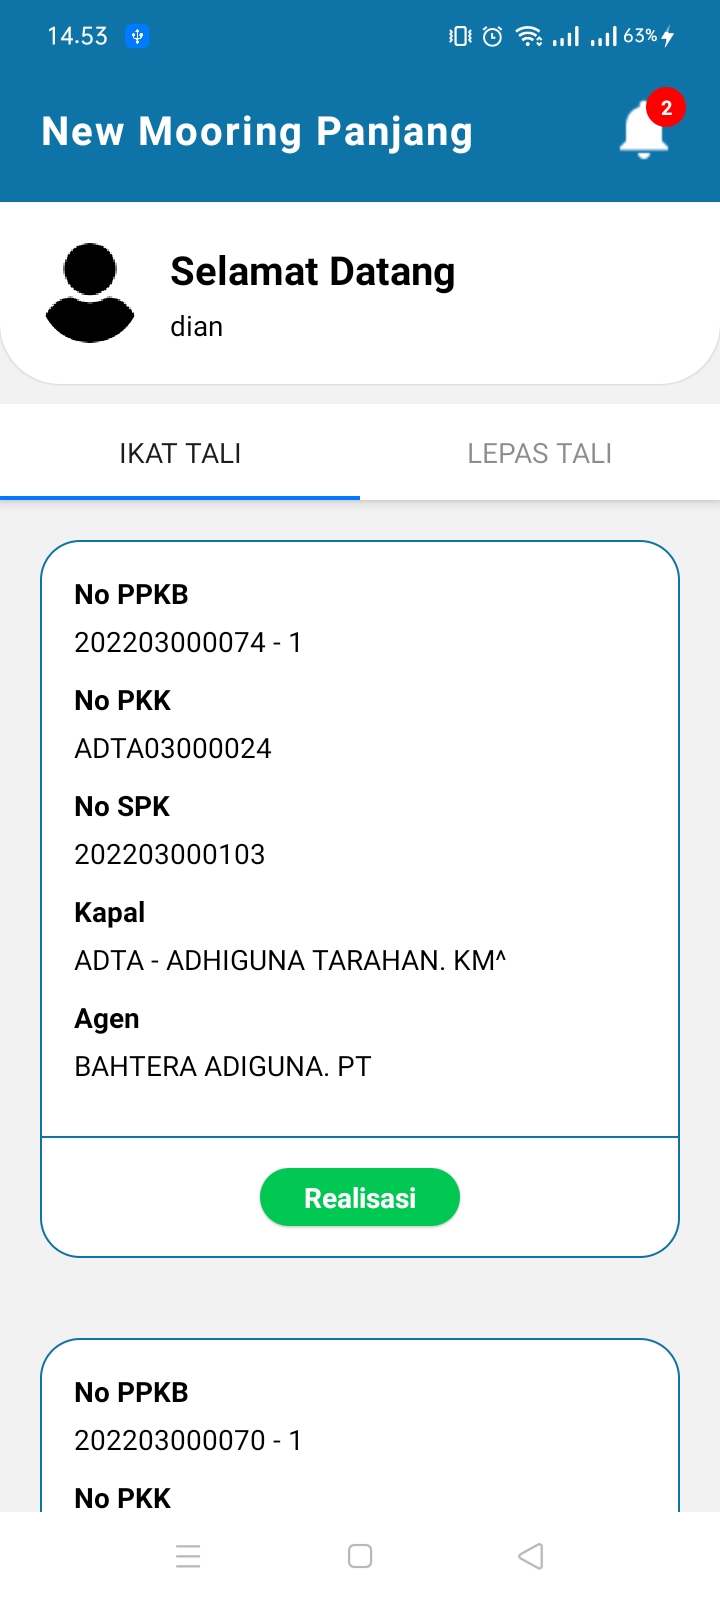 14.53
63%
New Mooring Panjang
2
Selamat Datang
dian
IKAT TALI
LEPAS TALI
No PPKB
202203000074 - 1
No PKK
ADTA03000024
No SPK
202203000103
Kapal
ADTA - ADHIGUNA TARAHAN. KM^
Agen
BAHTERA ADIGUNA. PT
Realisasi
No PPKB
202203000070 - 1
No PKK